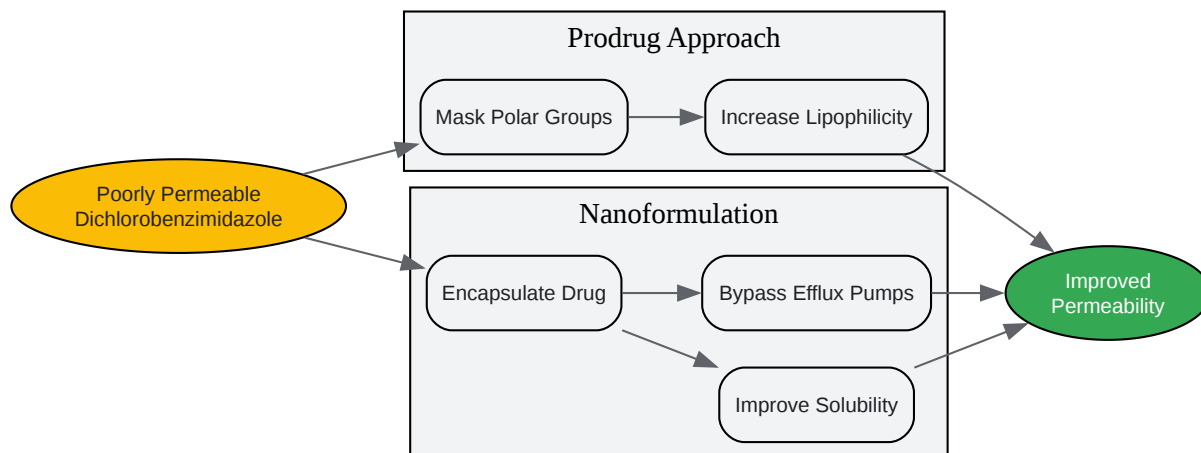 Prodrug Approach
Mask Polar Groups
Increase Lipophilicity
Poorly Permeable
Dichlorobenzimidazole
Nanoformulation
Encapsulate Drug
Bypass Efflux Pumps
Improve Solubility
Improved
Permeability